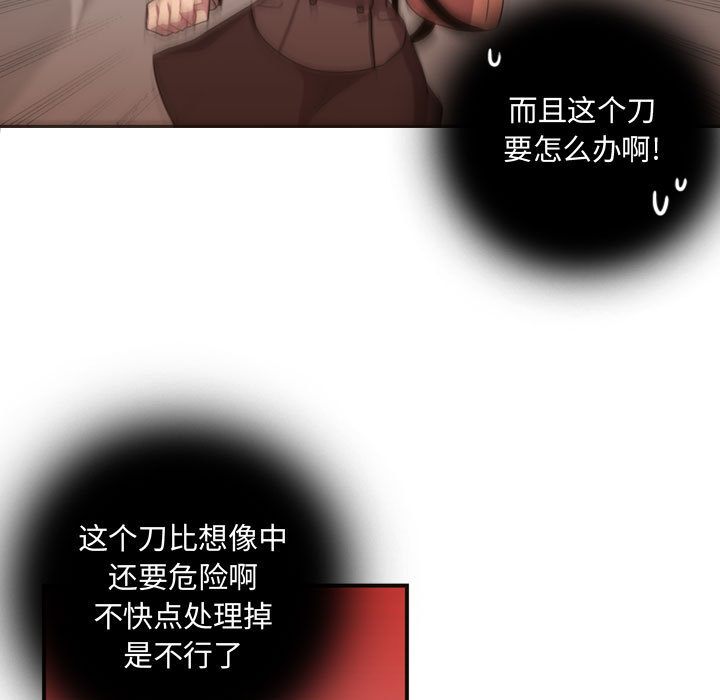 而且这个刀
要怎么办啊!
这个刀比想像中
还要危险啊
不快点处理掉
是不行了